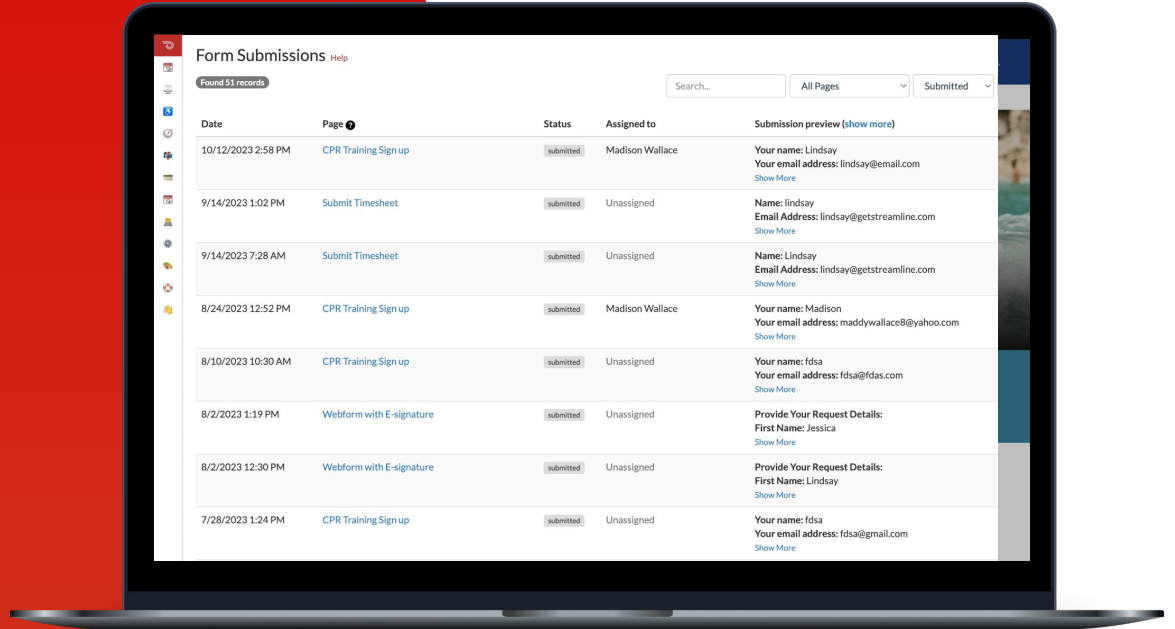 Form Submissions Help
Found 51 records
Search...
All Pages
Submitted
Date Page ? Status Assigned to Submission preview (show more)
10/12/2023 2:58 PM CPR Training Sign up submitted Madison Wallace Your name: Lindsay
Your email address: lindsay@email.com
Show More
9/14/2023 1:02 PM Submit Timesheet submitted Unassigned Name: lindsay
Email Address: lindsay@getstreamline.com
Show More
9/14/2023 7:28 AM Submit Timesheet submitted Unassigned Name: Lindsay
Email Address: lindsay@getstreamline.com
Show More
8/24/2023 12:52 PM CPR Training Sign up submitted Madison Wallace Your name: Madison
Your email address: maddywallace8@yahoo.com
Show More
8/10/2023 10:30 AM CPR Training Sign up submitted Unassigned Your name: fdsa
Your email address: fdsa@fdas.com
Show More
8/2/2023 1:19 PM Webform with E-signature submitted Unassigned Provide Your Request Details:
First Name: Jessica
Show More
8/2/2023 12:30 PM Webform with E-signature submitted Unassigned Provide Your Request Details:
First Name: Lindsay
Show More
7/28/2023 1:24 PM CPR Training Sign up submitted Unassigned Your name: fdsa
Your email address: fdsa@gmail.com
Show More